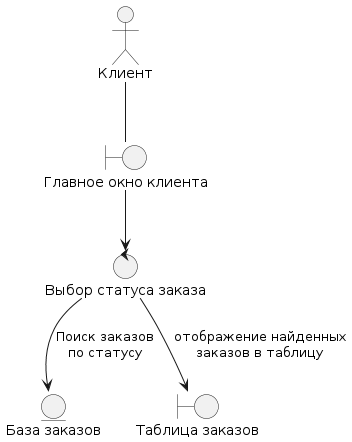 Клиент
Главное окно клиента
Выбор статуса заказа
Поиск заказов
по статусу
отображение найденных
заказов в таблицу
База заказов
Таблица заказов